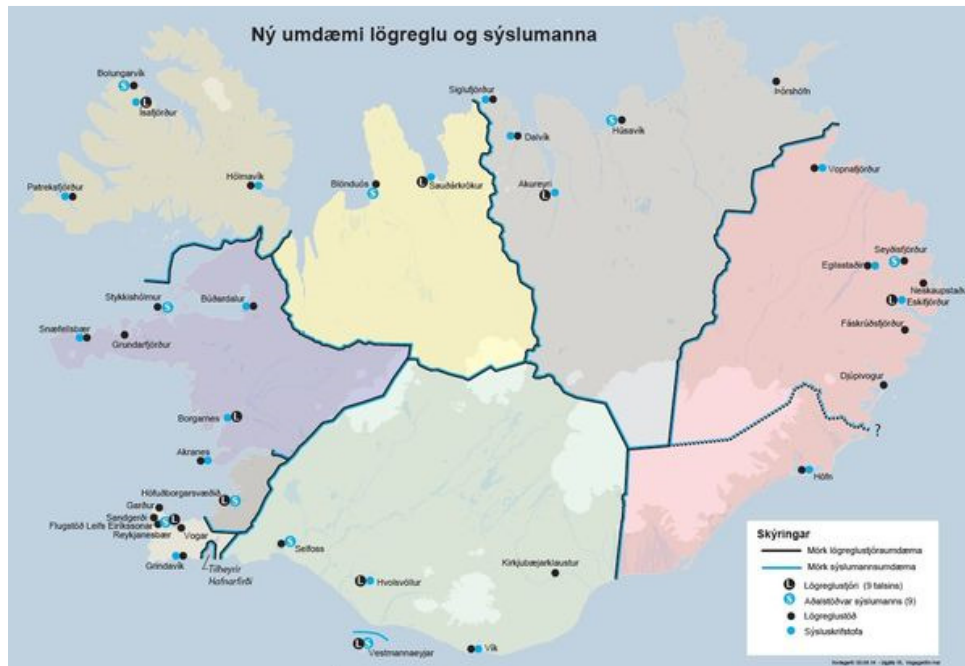 Ný umdæmi lögreglu og sýslumanna
Bolungarvík
S
L
Ísafjörður
Patreksfjörður
Hólmavík
Siglufjörður
Dalvík
Húsavík
S
Þórshöfn
Blönduós
S
L
Sauðárkrókur
Akureyri
L
Vopnafjörður
Seyðisfjörður
S
Egilsstaðir
Neskaupstaður
L
Eskifjörður
Fáskrúðsfjörður
Djúpivogur
?
Höfn
Stykkishólmur
S
Búðardalur
Snæfellsbær
Grundarfjörður
Borgarnes
L
Akranes
Höfuðborgarsvæðið
L S
Garður
Sandgerði
Flugstöð Leifs Eiríkssonar
S L
Reykjanesbær
Vogar
Grindavík
Tilheyrir
Hafnarfirði
Selfoss
S
Hvolsvöllur
L
Kirkjubæjarklaustur
L S
Vestmannaeyjar
Vík
Skýringar
Mörk lögreglustjóraumdæma
Mörk sýslumannsumdæma
L Lögreglustjóri (9 talsins)
S Aðalstöðvar sýslumanns (9)
Lögreglustöð
Sýsluskrifstofa